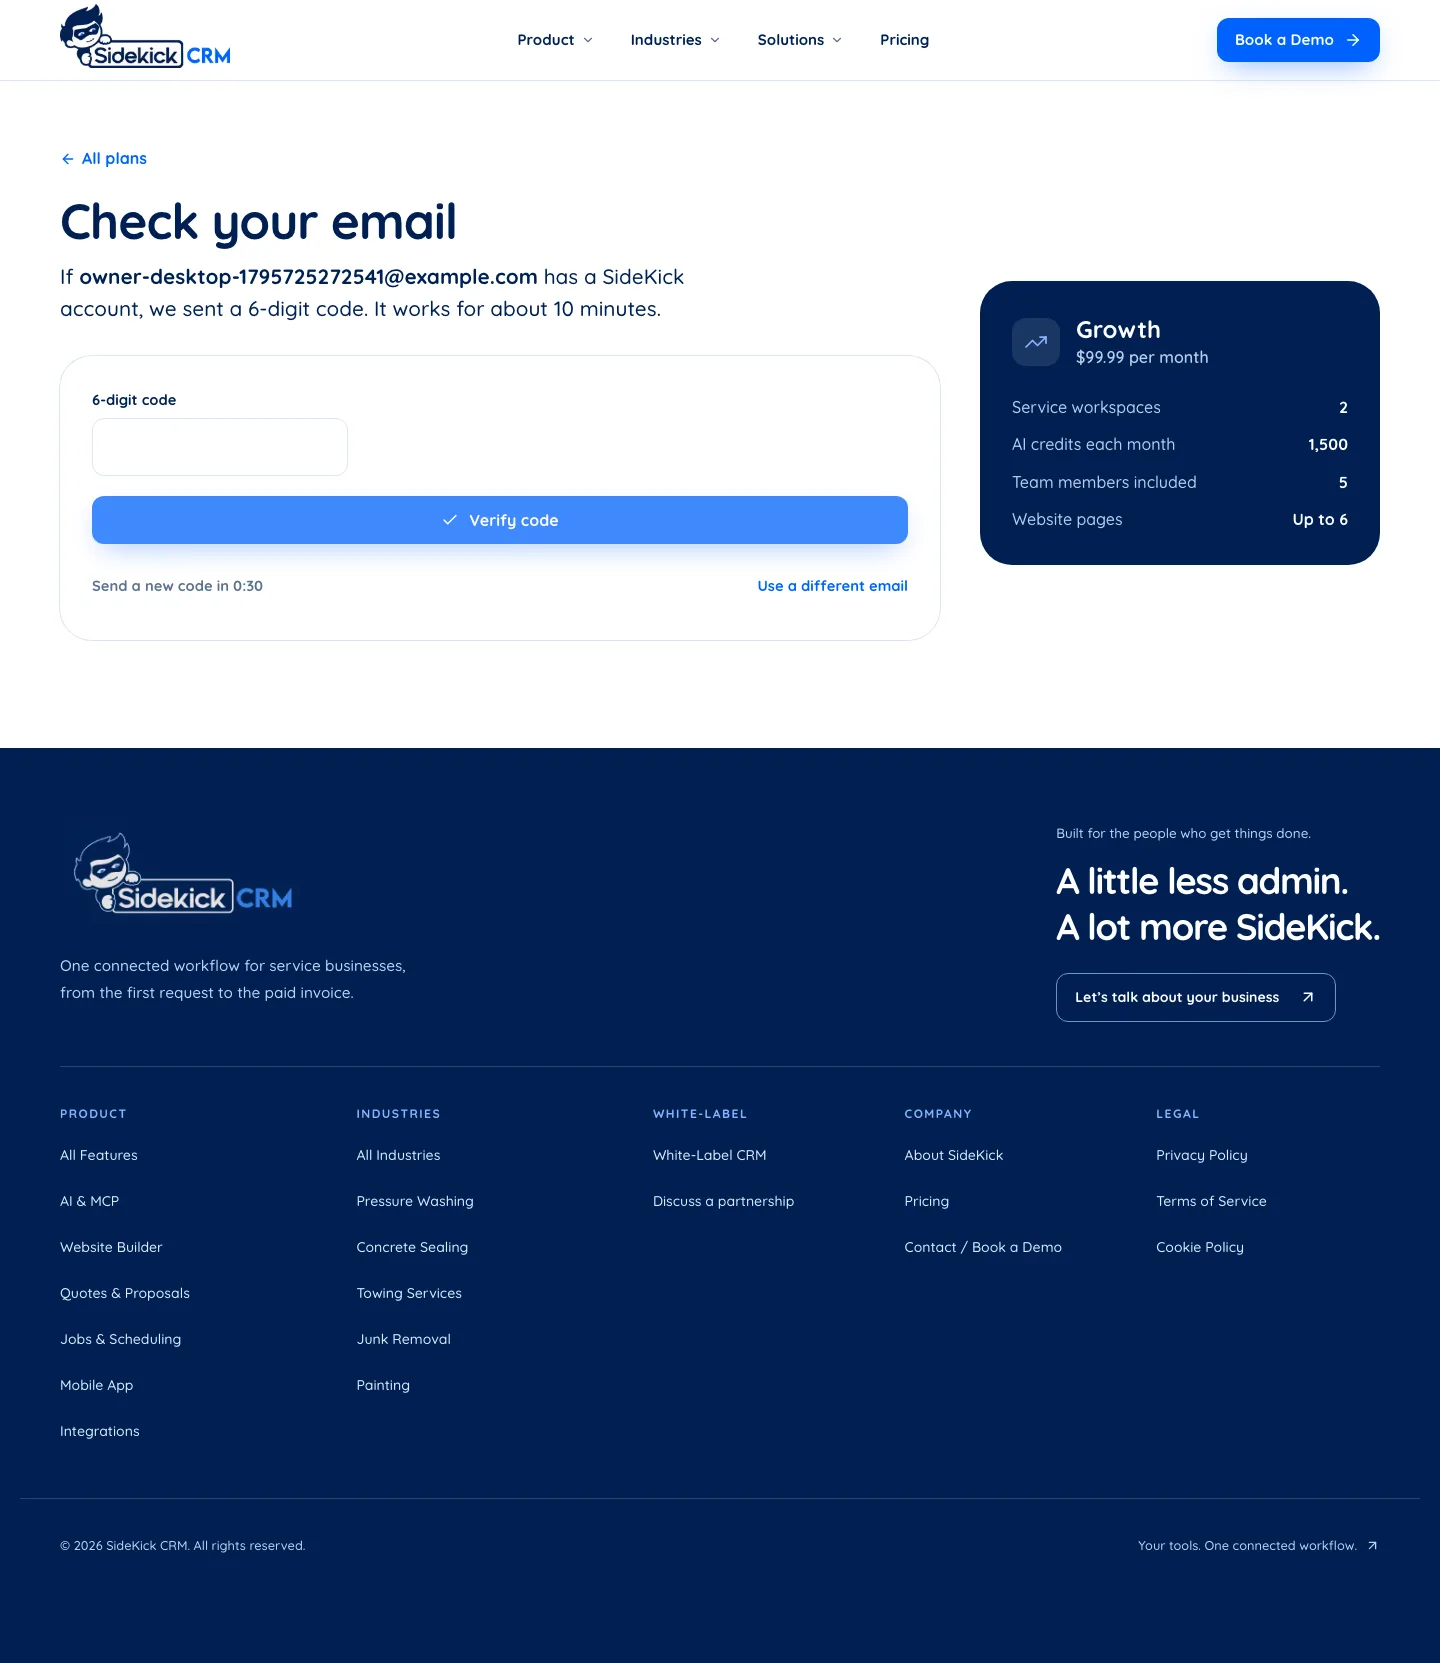 Sidekick CRM
Product
Industries
Solutions
Pricing
Book a Demo
All plans
Check your email
If owner-desktop-1795725272541@example.com has a SideKick
account, we sent a 6-digit code. It works for about 10 minutes.
6-digit code
Verify code
Send a new code in 0:30
Use a different email
Growth
$99.99 per month
Service workspaces 2
AI credits each month 1,500
Team members included 5
Website pages Up to 6
Sidekick CRM
One connected workflow for service businesses,
from the first request to the paid invoice.
Built for the people who get things done.
A little less admin.
A lot more SideKick.
Let’s talk about your business
PRODUCT
All Features
AI & MCP
Website Builder
Quotes & Proposals
Jobs & Scheduling
Mobile App
Integrations
INDUSTRIES
All Industries
Pressure Washing
Concrete Sealing
Towing Services
Junk Removal
Painting
WHITE-LABEL
White-Label CRM
Discuss a partnership
COMPANY
About SideKick
Pricing
Contact / Book a Demo
LEGAL
Privacy Policy
Terms of Service
Cookie Policy
© 2026 SideKick CRM. All rights reserved.
Your tools. One connected workflow.